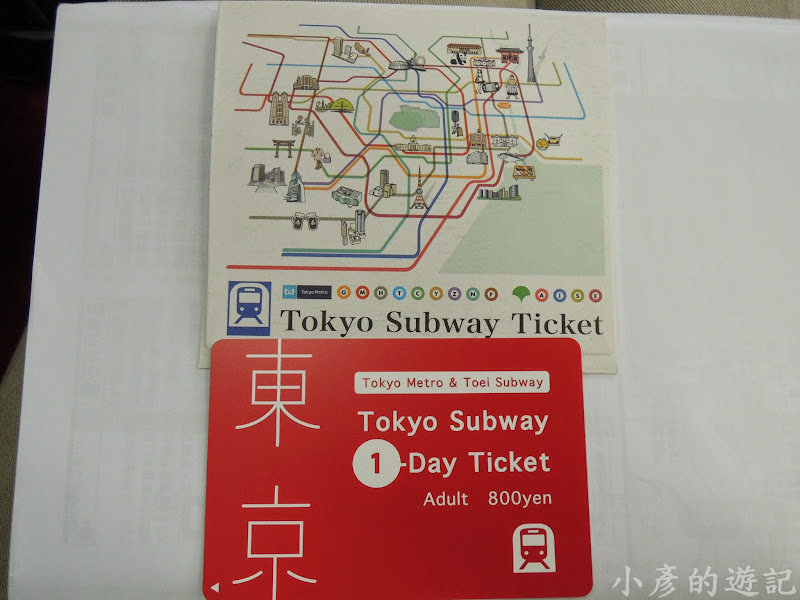 Tokyo Metro G M H T C Y Z N F A I S E
Tokyo Subway Ticket
東京
Tokyo Metro & Toei Subway
Tokyo Subway
1-Day Ticket
Adult 800yen
小彥的遊記